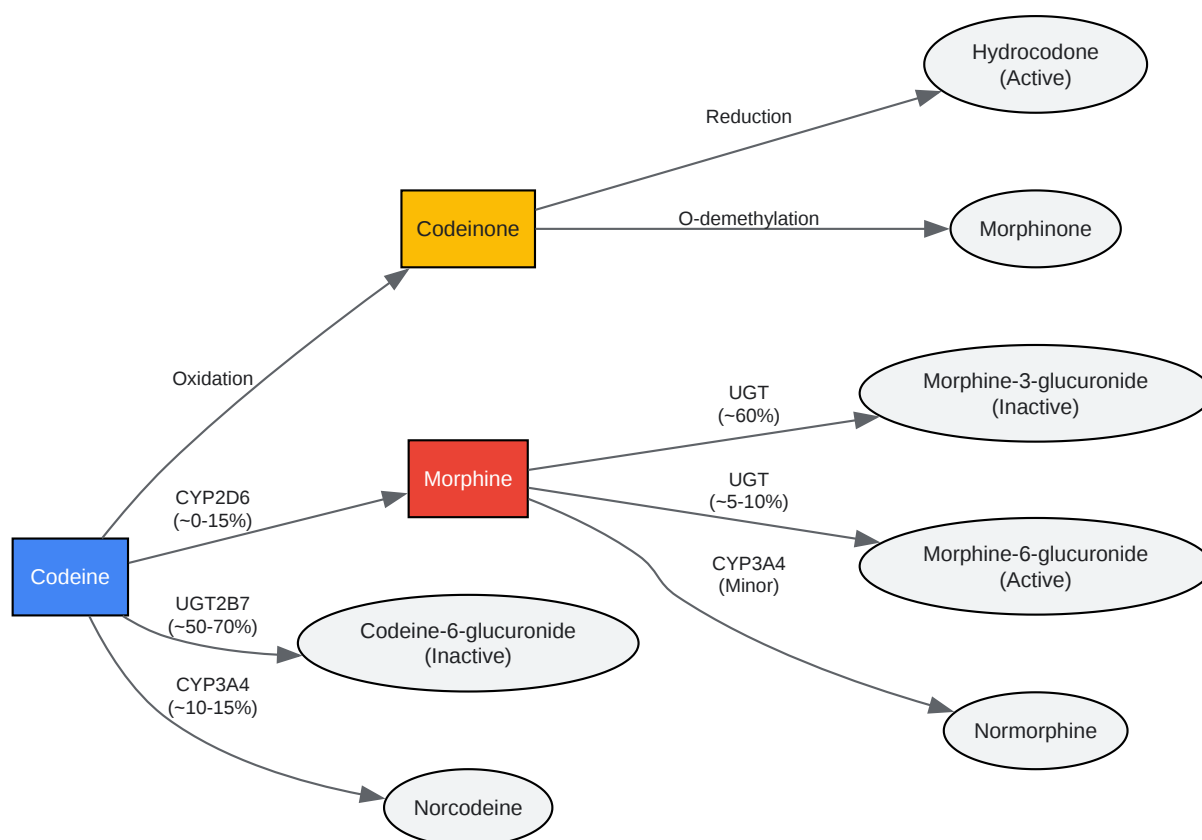 Hydrocodone
(Active)
Reduction
Codeinone
O-demethylation
Morphinone
Oxidation
Morphine-3-glucuronide
(Inactive)
UGT
(~60%)
Morphine
UGT
(~5-10%)
CYP2D6
(~0-15%)
Morphine-6-glucuronide
(Active)
CYP3A4
(Minor)
Codeine
UGT2B7
(~50-70%)
Codeine-6-glucuronide
(Inactive)
CYP3A4
(~10-15%)
Normorphine
Norcodeine